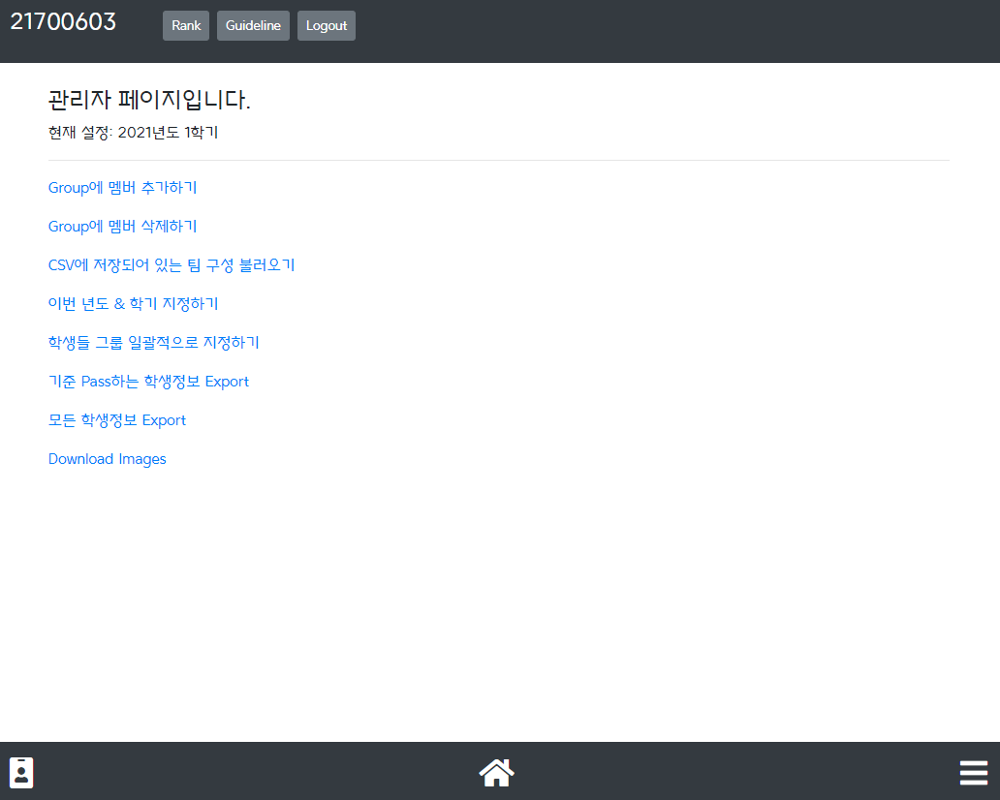 21700603 Rank Guideline Logout
관리자 페이지입니다.
현재 설정: 2021년도 1학기
Group에 멤버 추가하기
Group에 멤버 삭제하기
CSV에 저장되어 있는 팀 구성 불러오기
이번 년도 & 학기 지정하기
학생들 그룹 일괄적으로 지정하기
기준 Pass하는 학생정보 Export
모든 학생정보 Export
Download Images